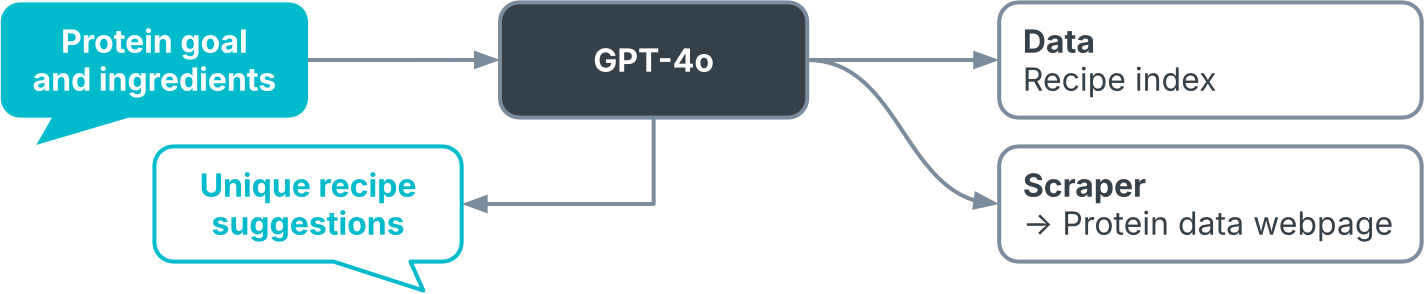 Protein goal
and ingredients
GPT-4o
Data
Recipe index
Unique recipe
suggestions
Scraper
→ Protein data webpage